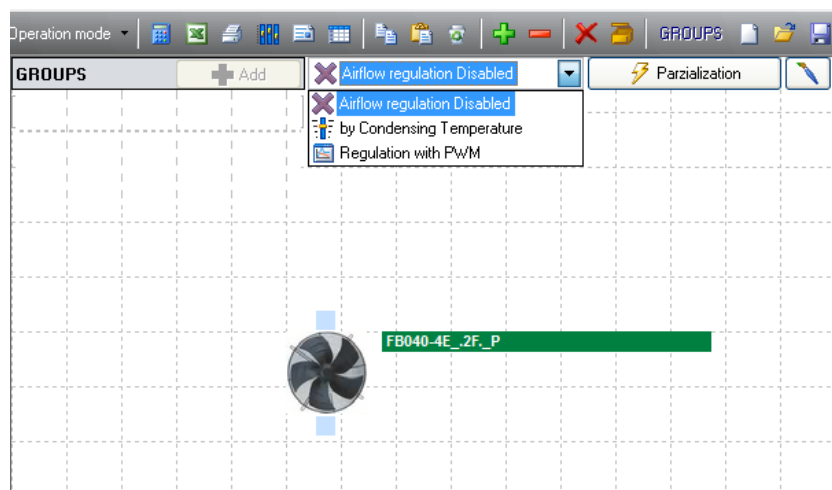 Operation mode GROUPS
GROUPS Add Airflow regulation Disabled Parzialization
Airflow regulation Disabled
by Condensing Temperature
Regulation with PWM
FB040-4E_.2F._P